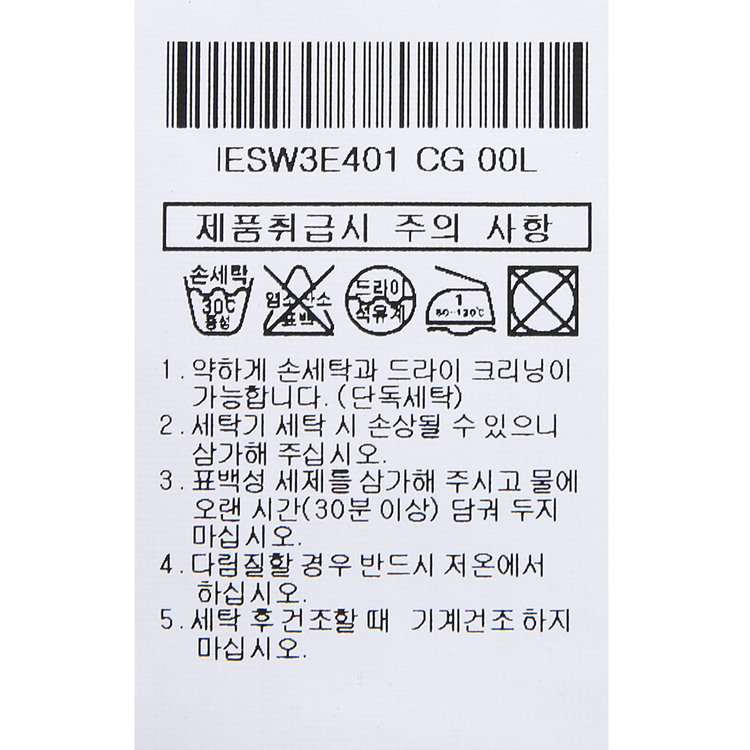 IESW3E401 CG 00L
제품취급시 주의 사항
손세탁
30℃
중성
염소산소
표백
드라이
석유계
1
80~120℃
1. 약하게 손세탁과 드라이 크리닝이
가능합니다. (단독세탁)
2. 세탁기 세탁 시 손상될 수 있으니
삼가해 주십시오.
3. 표백성 세제를 삼가해 주시고 물에
오랜 시간(30분 이상) 담궈 두지
마십시오.
4. 다림질할 경우 반드시 저온에서
하십시오.
5. 세탁 후 건조할 때 기계건조 하지
마십시오.